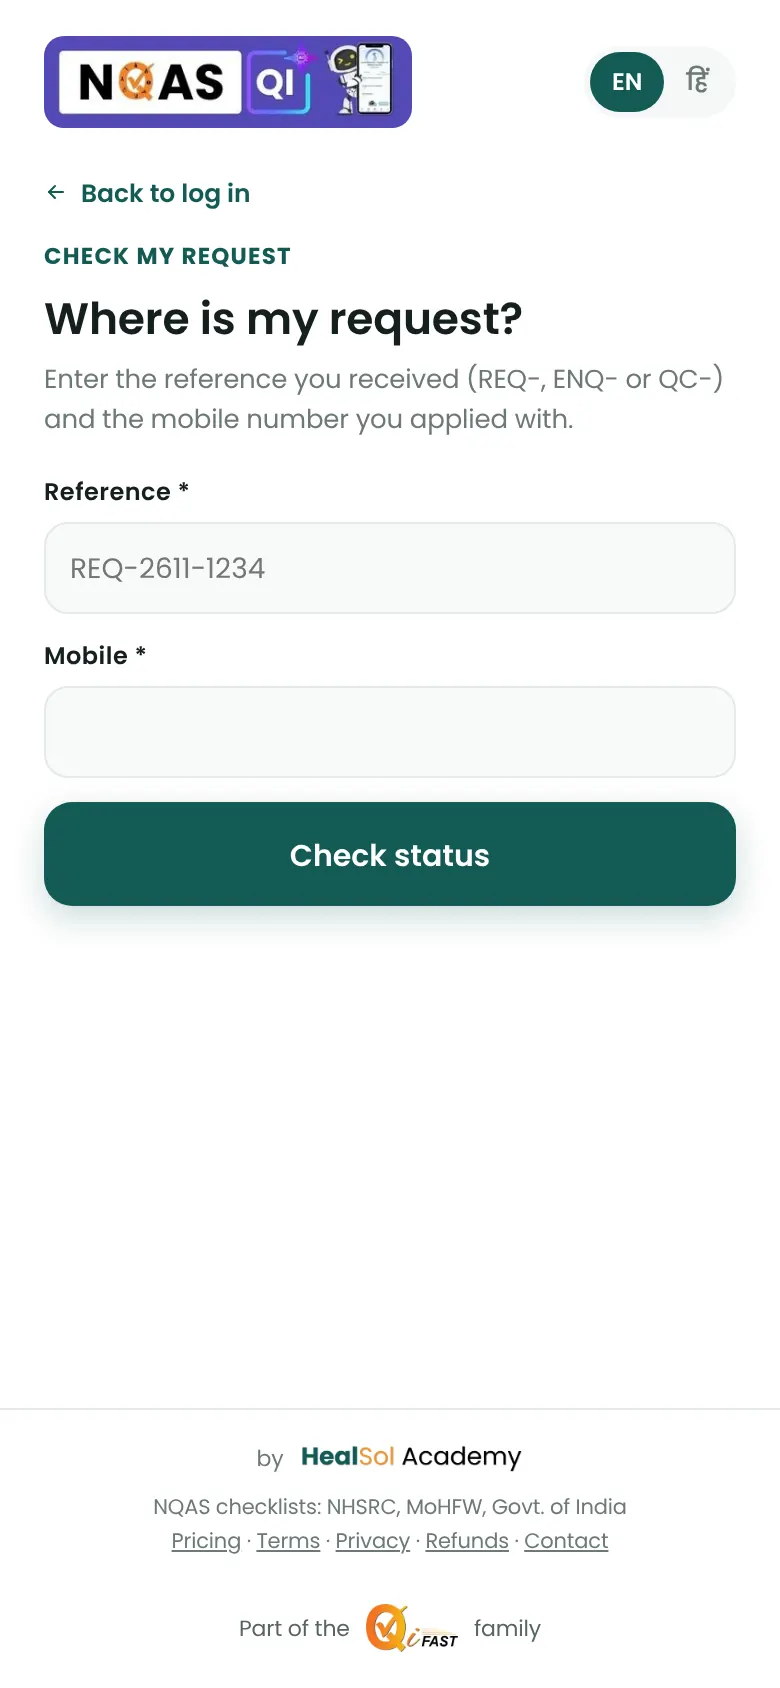 NQAS QI
EN हिं
← Back to log in
CHECK MY REQUEST
Where is my request?
Enter the reference you received (REQ-, ENQ- or QC-)
and the mobile number you applied with.
Reference *
REQ-2611-1234
Mobile *
Check status
by HealSol Academy
NQAS checklists: NHSRC, MoHFW, Govt. of India
Pricing · Terms · Privacy · Refunds · Contact
Part of the Qi FAST family